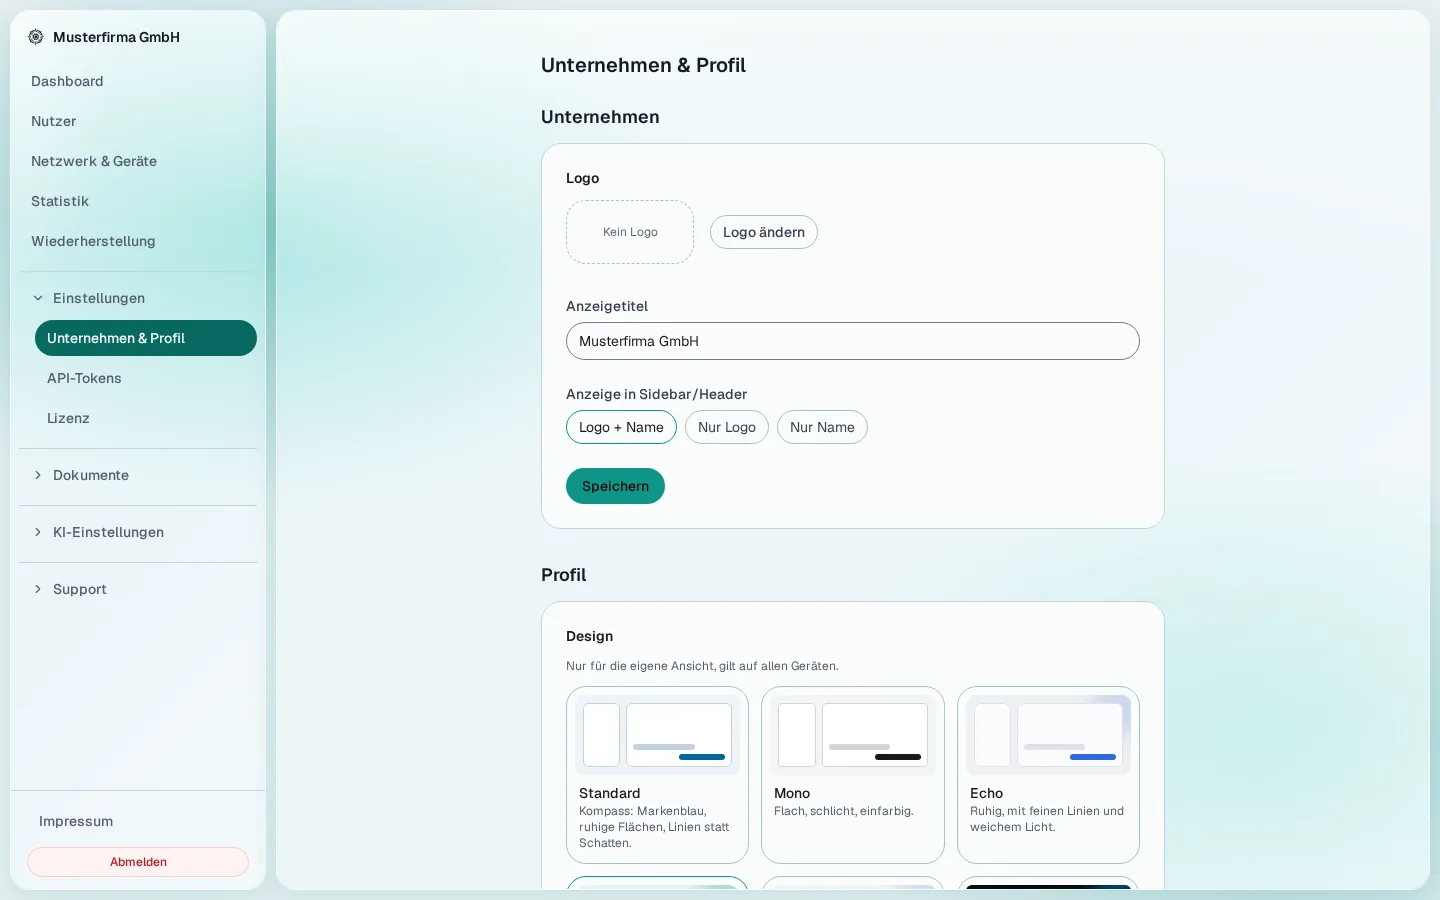 Musterfirma GmbH
Dashboard
Nutzer
Netzwerk & Geräte
Statistik
Wiederherstellung
Einstellungen
Unternehmen & Profil
API-Tokens
Lizenz
Dokumente
KI-Einstellungen
Support
Impressum
Abmelden
Unternehmen & Profil
Unternehmen
Logo
Kein Logo
Logo ändern
Anzeigetitel
Musterfirma GmbH
Anzeige in Sidebar/Header
Logo + Name
Nur Logo
Nur Name
Speichern
Profil
Design
Nur für die eigene Ansicht, gilt auf allen Geräten.
Standard
Kompass: Markenblau,
ruhige Flächen, Linien statt
Schatten.
Mono
Flach, schlicht, einfarbig.
Echo
Ruhig, mit feinen Linien und
weichem Licht.